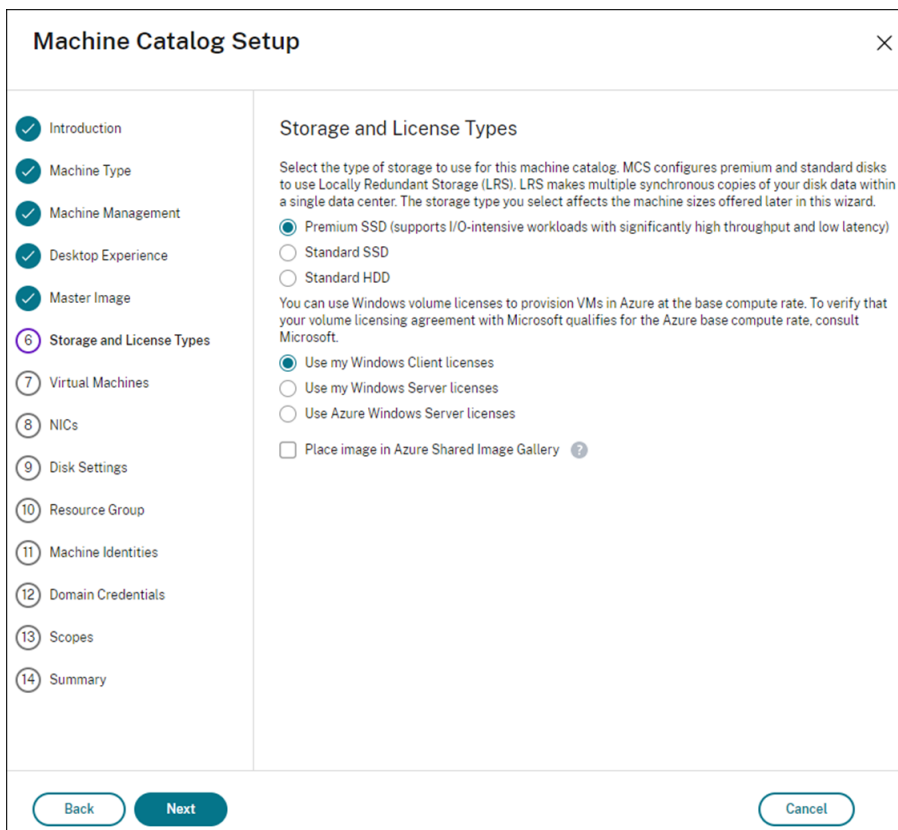 Machine Catalog Setup
Introduction
Machine Type
Machine Management
Desktop Experience
Master Image
6 Storage and License Types
7 Virtual Machines
8 NICs
9 Disk Settings
10 Resource Group
11 Machine Identities
12 Domain Credentials
13 Scopes
14 Summary
Storage and License Types
Select the type of storage to use for this machine catalog. MCS configures premium and standard disks
to use Locally Redundant Storage (LRS). LRS makes multiple synchronous copies of your disk data within
a single data center. The storage type you select affects the machine sizes offered later in this wizard.
Premium SSD (supports I/O-intensive workloads with significantly high throughput and low latency)
Standard SSD
Standard HDD
You can use Windows volume licenses to provision VMs in Azure at the base compute rate. To verify that
your volume licensing agreement with Microsoft qualifies for the Azure base compute rate, consult
Microsoft.
Use my Windows Client licenses
Use my Windows Server licenses
Use Azure Windows Server licenses
Place image in Azure Shared Image Gallery ?
Back
Next
Cancel